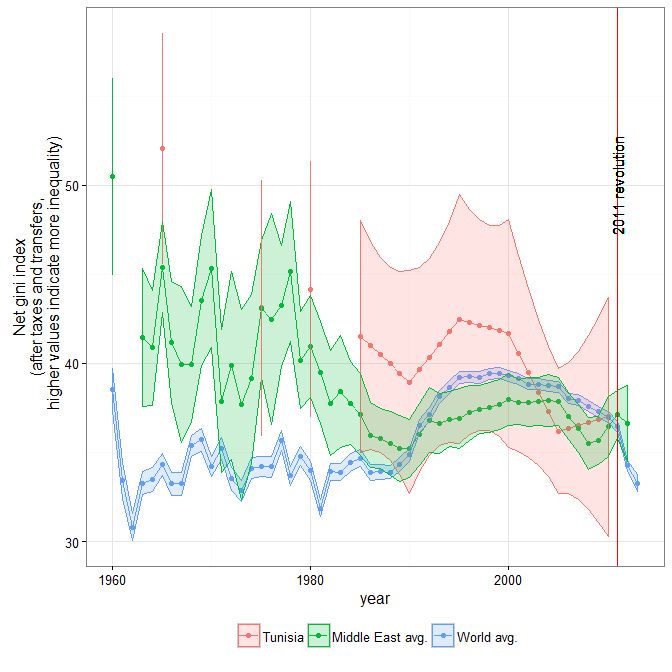 Net gini index
(after taxes and transfers,
higher values indicate more inequality)
50
40
30
2011 revolution
1960
1980
2000
year
Tunisia
Middle East avg.
World avg.